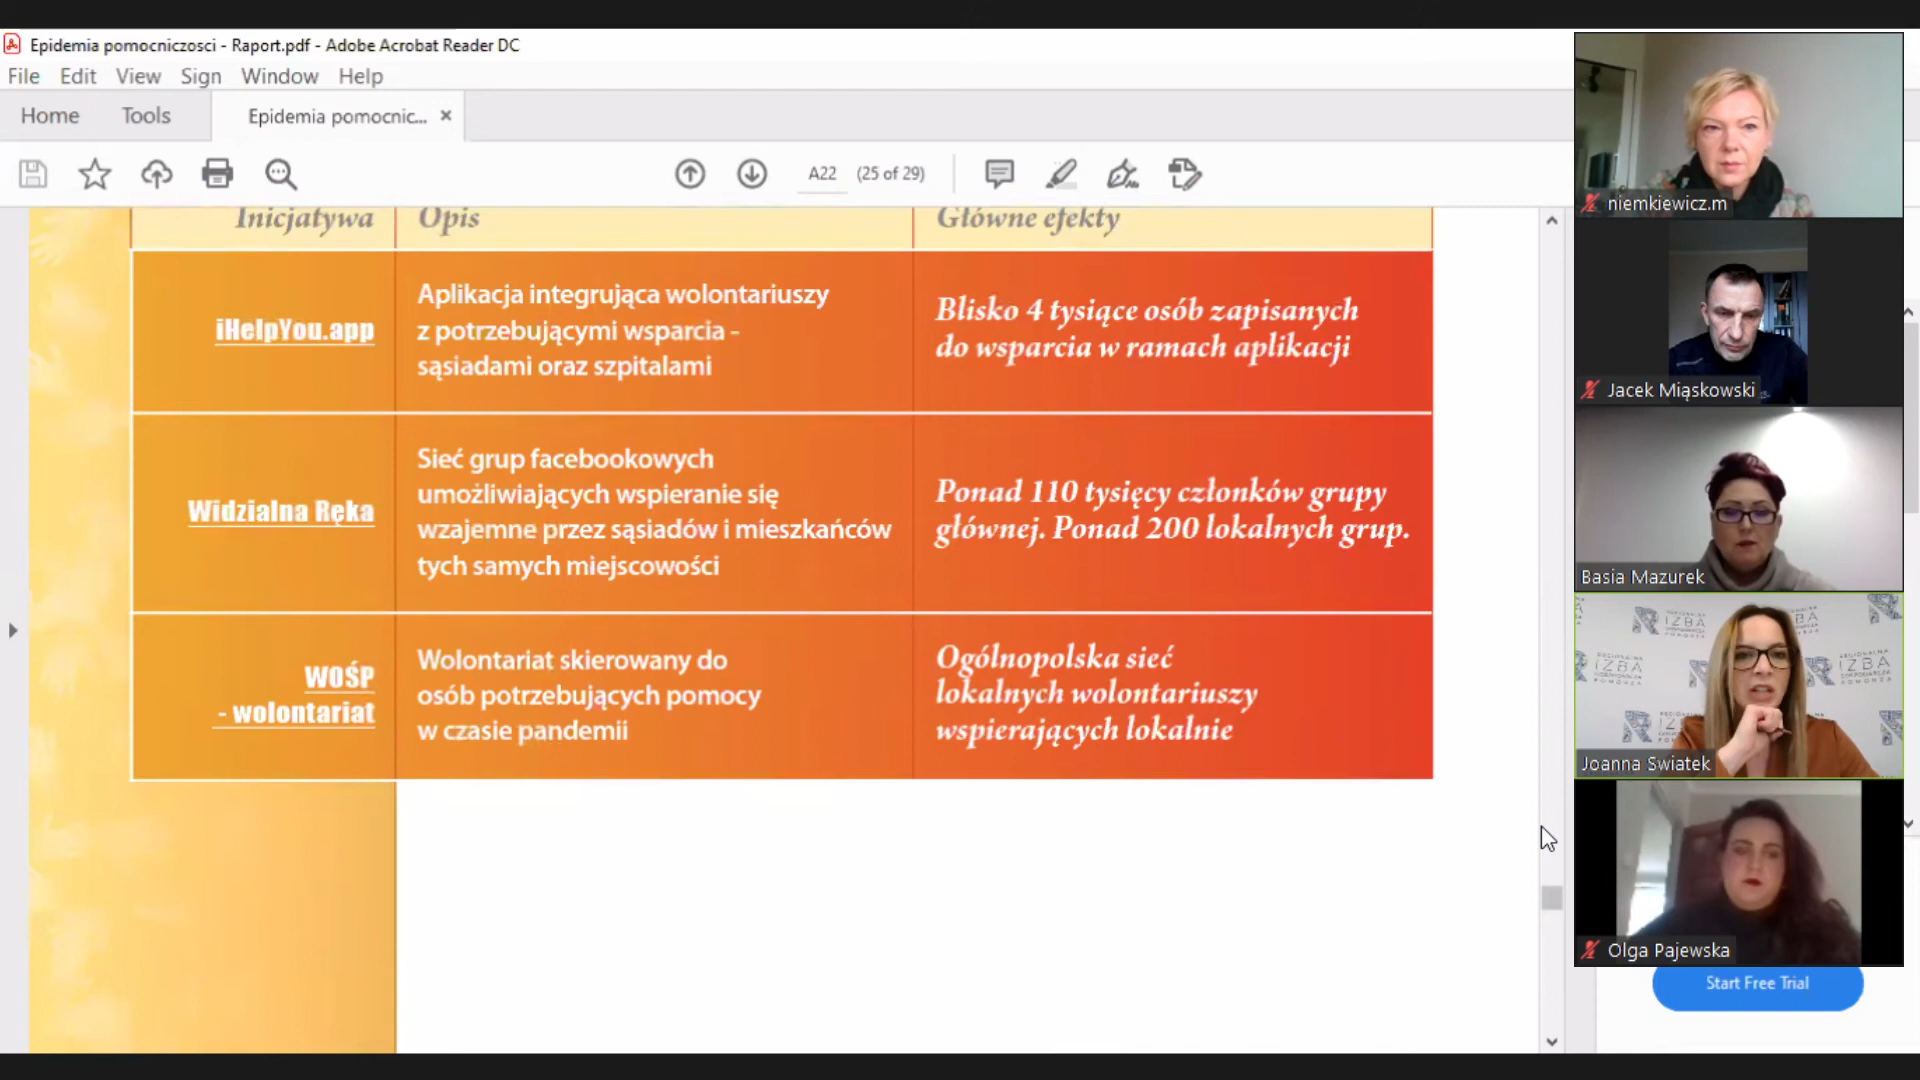 Epidemia pomocniczosci - Raport.pdf - Adobe Acrobat Reader DC
File Edit View Sign Window Help
Home Tools Epidemia pomocnic... ×
A22 (25 of 29)
Inicjatywa Opis Główne efekty
iHelpYou.app
Aplikacja integrująca wolontariuszy
z potrzebującymi wsparcia -
sąsiadami oraz szpitalami
Blisko 4 tysiące osób zapisanych
do wsparcia w ramach aplikacji
Widzialna Ręka
Sieć grup facebookowych
umożliwiających wspieranie się
wzajemne przez sąsiadów i mieszkańców
tych samych miejscowości
Ponad 110 tysięcy członków grupy
głównej. Ponad 200 lokalnych grup.
WOŚP
- wolontariat
Wolontariat skierowany do
osób potrzebujących pomocy
w czasie pandemii
Ogólnopolska sieć
lokalnych wolontariuszy
wspierających lokalnie
niemkiewicz.m
Jacek Miąskowski
Basia Mazurek
REGIONALNA
IZBA
GOSPODARCZA
POMORZA
Joanna Swiatek
Olga Pajewska
Start Free Trial